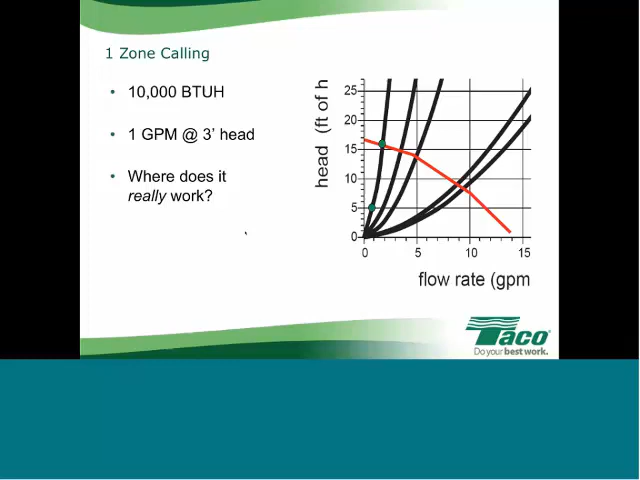 1 Zone Calling
• 10,000 BTUH
• 1 GPM @ 3’ head
• Where does it
really work?
head (ft of h
25
20
15
10
5
0
0 5 10 15
flow rate (gpm
Taco
Do your best work.